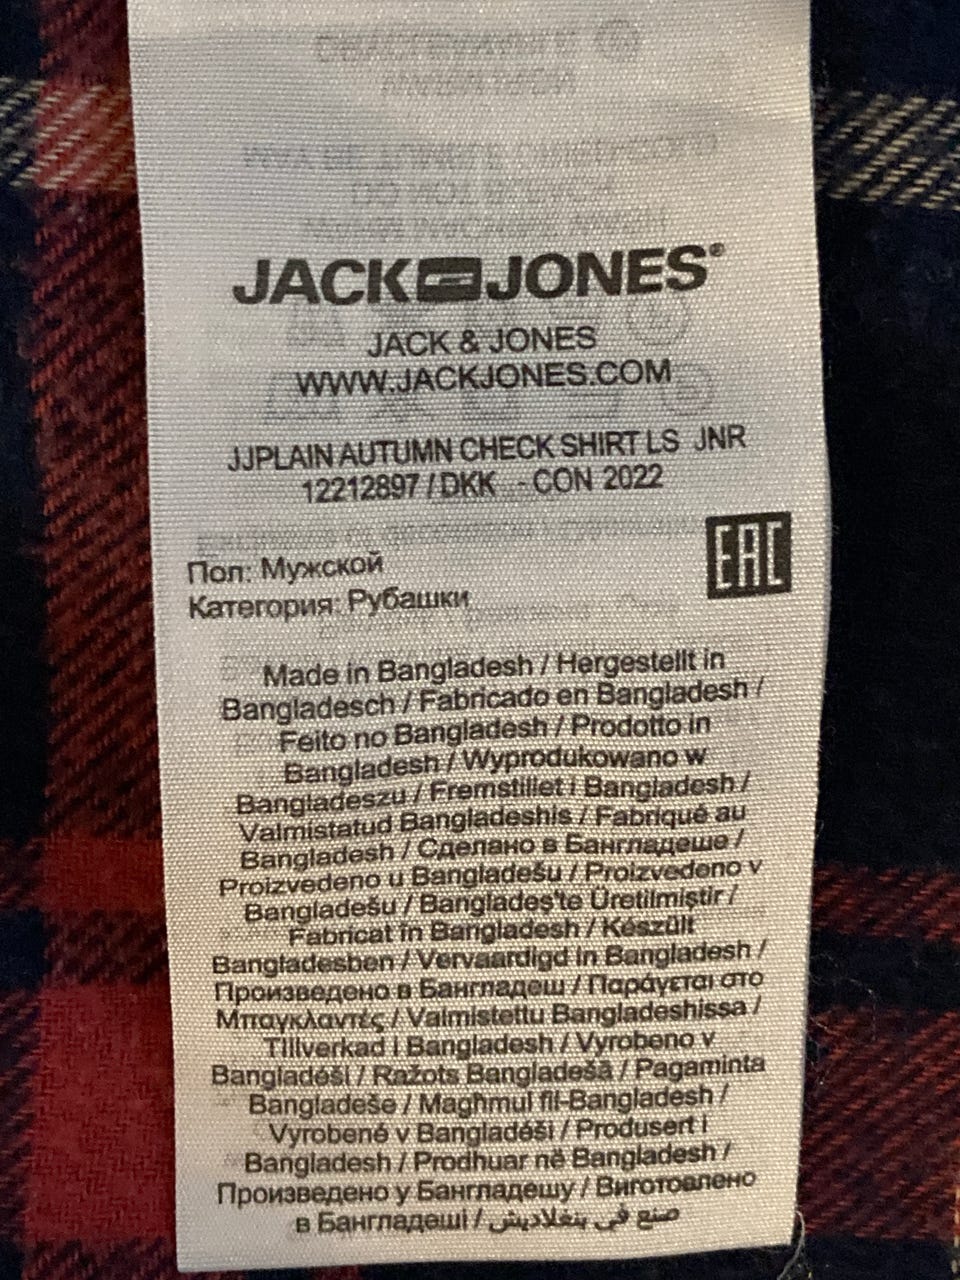 JACK JONES®
JACK & JONES
WWW.JACKJONES.COM
JJPLAIN AUTUMN CHECK SHIRT LS JNR
12212897 / DKK - CON 2022
EAC
Пол: Мужской
Категория: Рубашки
Made in Bangladesh / Hergestellt in
Bangladesch / Fabricado en Bangladesh /
Feito no Bangladesh / Prodotto in
Bangladesh / Wyprodukowano w
Bangladeszu / Fremstillet i Bangladesh /
Valmistatud Bangladeshis / Fabriqué au
Bangladesh / Сделано в Бангладеше /
Proizvedeno u Bangladešu / Proizvedeno v
Bangladešu / Bangladeş'te Üretilmiştir /
Fabricat în Bangladesh / Készült
Bangladesben / Vervaardigd in Bangladesh /
Произведено в Бангладеш / Παράγεται στο
Μπαγκλαντές / Valmistettu Bangladeshissa /
Tillverkad i Bangladesh / Vyrobeno v
Bangladéši / Ražots Bangladešā / Pagaminta
Bangladeše / Magħmul fil-Bangladesh /
Vyrobené v Bangladéši / Produsert i
Bangladesh / Prodhuar në Bangladesh /
Произведено у Бангладешу / Виготовлено
в Бангладеші / صنع في بنغلاديش